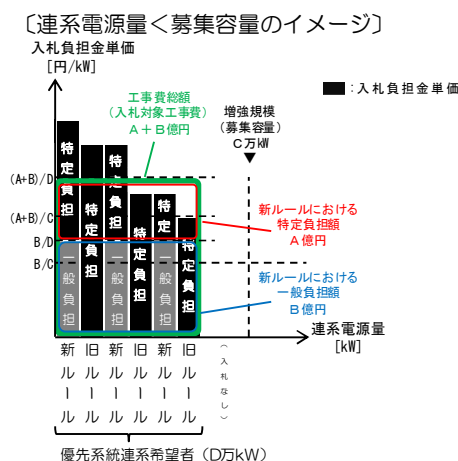 〔連系電源量＜募集容量のイメージ〕
入札負担金単価
[円/kW]
：入札負担金単価
工事費総額
（入札対象工事費）
A＋B億円
増強規模
（募集容量）
C万kW
(A+B)/D
(A+B)/C
B/D
B/C
特定負担
一般負担
特定負担
特定負担
一般負担
特定負担
特定負担
一般負担
特定負担
新ルールにおける
特定負担額
A億円
新ルールにおける
一般負担額
B億円
連系電源量
[kW]
新ルール
旧ルール
新ルール
旧ルール
新ルール
旧ルール
（入札なし）
優先系統連系希望者（D万kW）